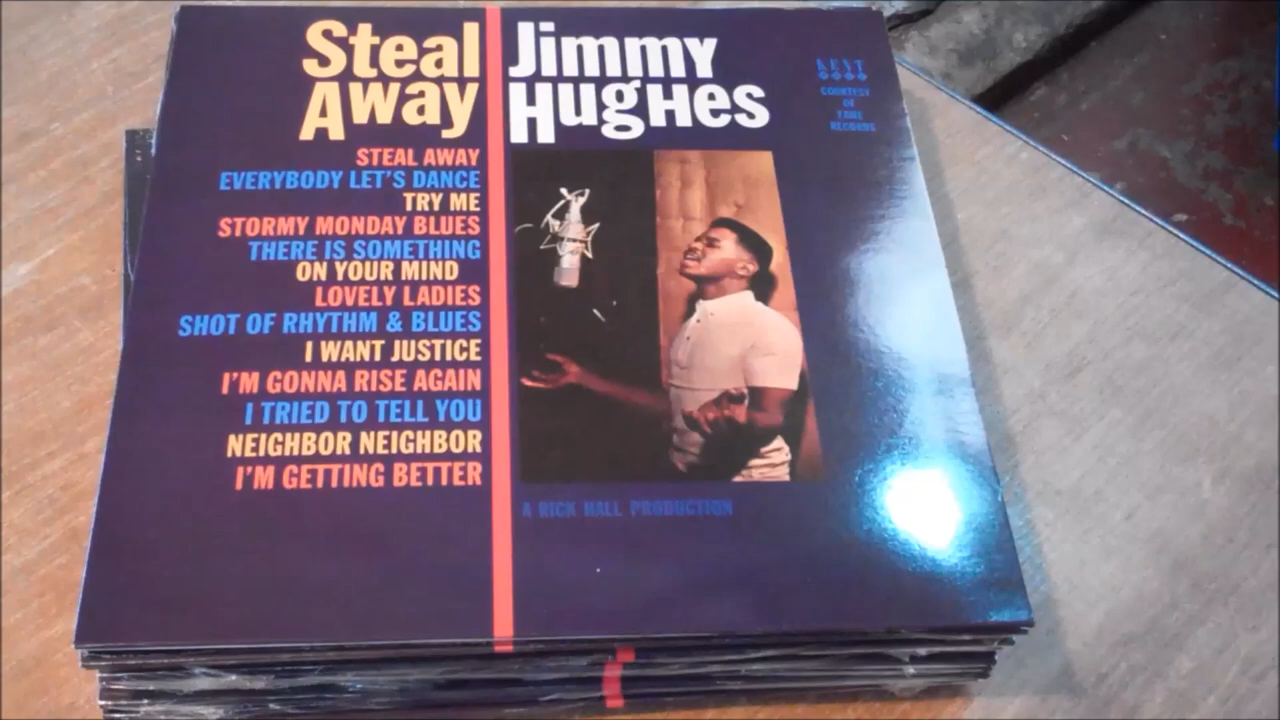 Steal
Away
Jimmy
Hughes
KENT
COURTESY
OF
FAME
RECORDS
STEAL AWAY
EVERYBODY LET'S DANCE
TRY ME
STORMY MONDAY BLUES
THERE IS SOMETHING
ON YOUR MIND
LOVELY LADIES
SHOT OF RHYTHM & BLUES
I WANT JUSTICE
I'M GONNA RISE AGAIN
I TRIED TO TELL YOU
NEIGHBOR NEIGHBOR
I'M GETTING BETTER
A RICK HALL PRODUCTION